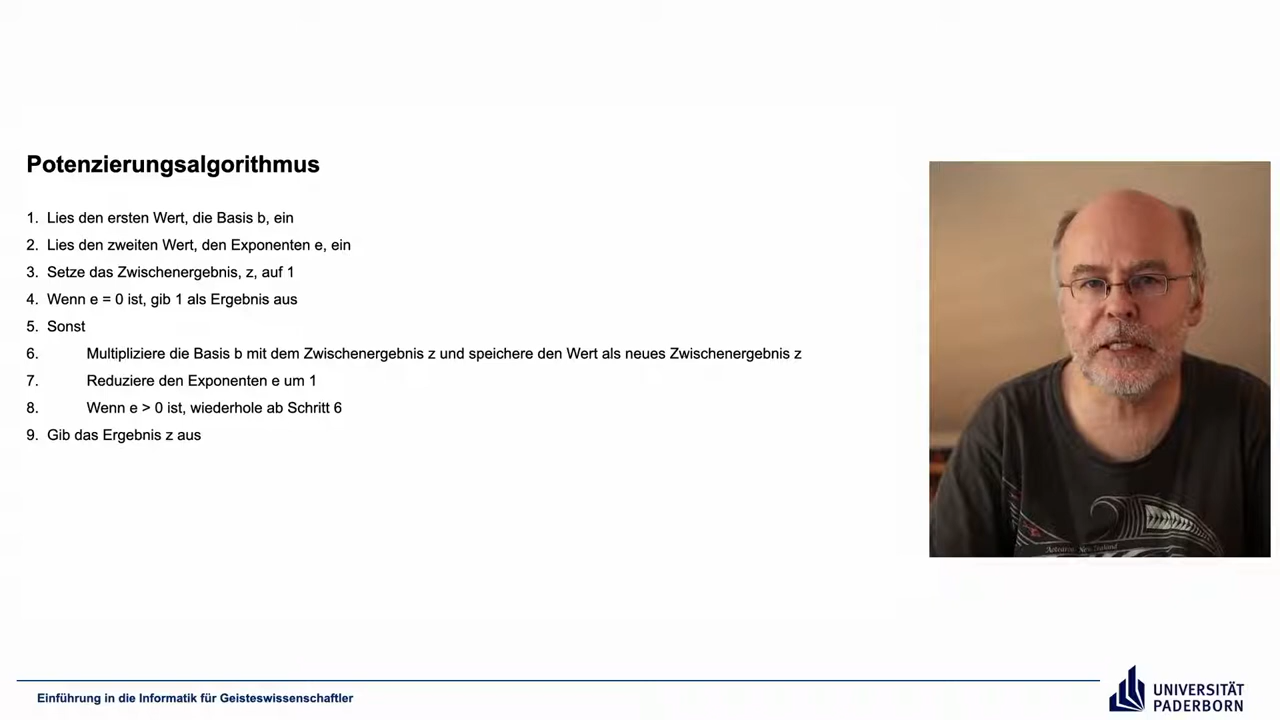 Potenzierungsalgorithmus
1. Lies den ersten Wert, die Basis b, ein
2. Lies den zweiten Wert, den Exponenten e, ein
3. Setze das Zwischenergebnis, z, auf 1
4. Wenn e = 0 ist, gib 1 als Ergebnis aus
5. Sonst
6. Multipliziere die Basis b mit dem Zwischenergebnis z und speichere den Wert als neues Zwischenergebnis z
7. Reduziere den Exponenten e um 1
8. Wenn e > 0 ist, wiederhole ab Schritt 6
9. Gib das Ergebnis z aus
Aotearoa New Zealand
Einführung in die Informatik für Geisteswissenschaftler
UNIVERSITÄT
PADERBORN